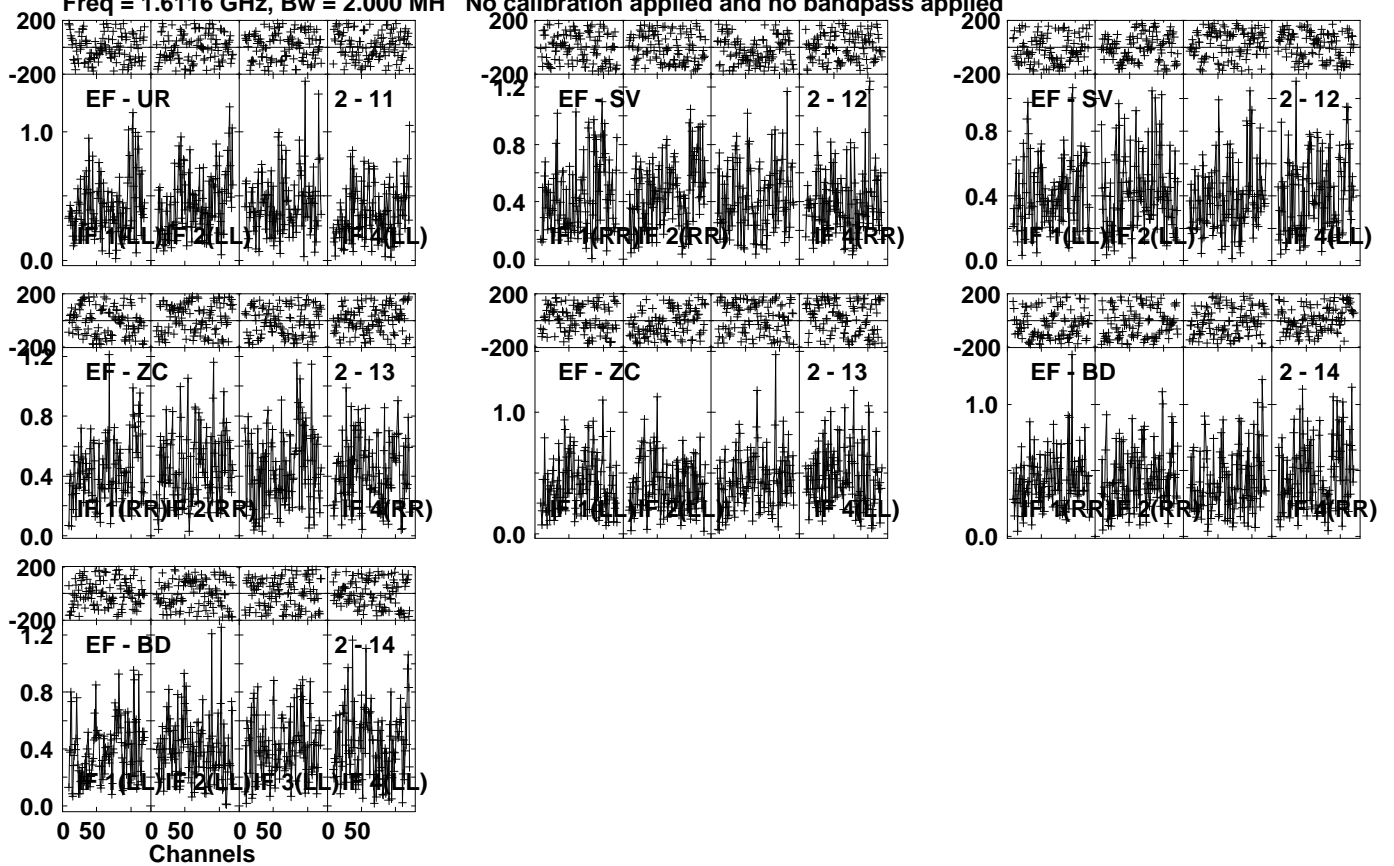 Freq = 1.6116 GHz, Bw = 2.000 MH No calibration applied and no bandpass applied
200
-200
EF - UR 2 - 11
1.0
IF 1(LL) IF 2(LL) IF 4(LL)
0.0
200
-200
1.2
EF - SV 2 - 12
0.8
0.4
IF 1(RR) IF 2(RR) IF 4(RR)
0.0
200
-200
EF - SV 2 - 12
0.8
0.4
IF 1(LL) IF 2(LL) IF 4(LL)
0.0
200
-200
1.2
EF - ZC 2 - 13
0.8
0.4
IF 1(RR) IF 2(RR) IF 4(RR)
0.0
200
-200
EF - ZC 2 - 13
1.0
IF 1(LL) IF 2(LL) IF 4(LL)
0.0
200
-200
EF - BD 2 - 14
1.0
IF 1(RR) IF 2(RR) IF 4(RR)
0.0
200
-200
1.2
EF - BD 2 - 14
0.8
0.4
IF 1(LL) IF 2(LL) IF 3(LL) IF 4(LL)
0.0
0 50 0 50 0 50 0 50
Channels